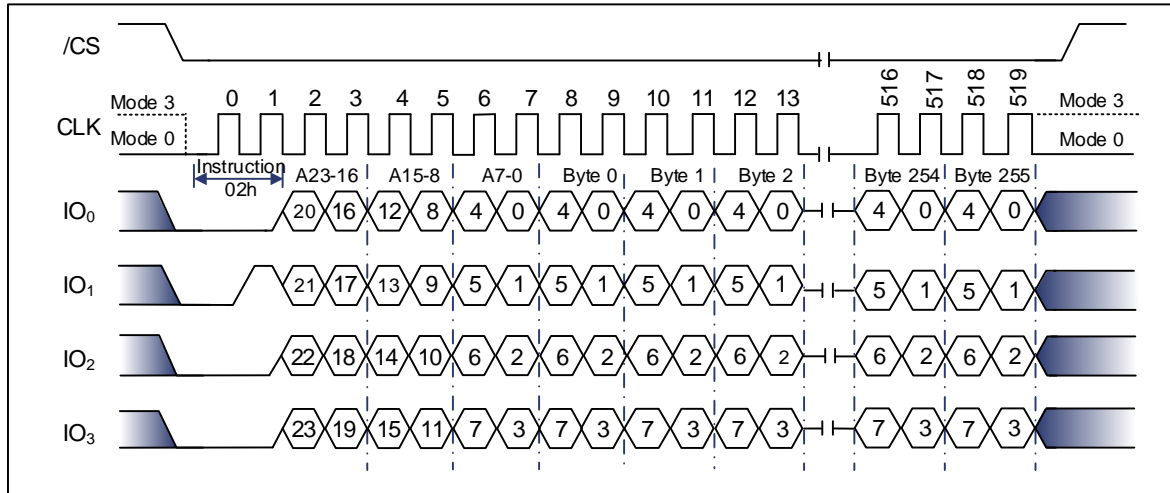 /CS
Mode 3 0 1 2 3 4 5 6 7 8 9 10 11 12 13 516 517 518 519 Mode 3
CLK
Mode 0 Mode 0
Instruction A23-16 A15-8 A7-0 Byte 0 Byte 1 Byte 2 Byte 254 Byte 255
02h
IO0 20 16 12 8 4 0 4 0 4 0 4 0 4 0 4 0
IO1 21 17 13 9 5 1 5 1 5 1 5 1 5 1 5 1
IO2 22 18 14 10 6 2 6 2 6 2 6 2 6 2 6 2
IO3 23 19 15 11 7 3 7 3 7 3 7 3 7 3 7 3